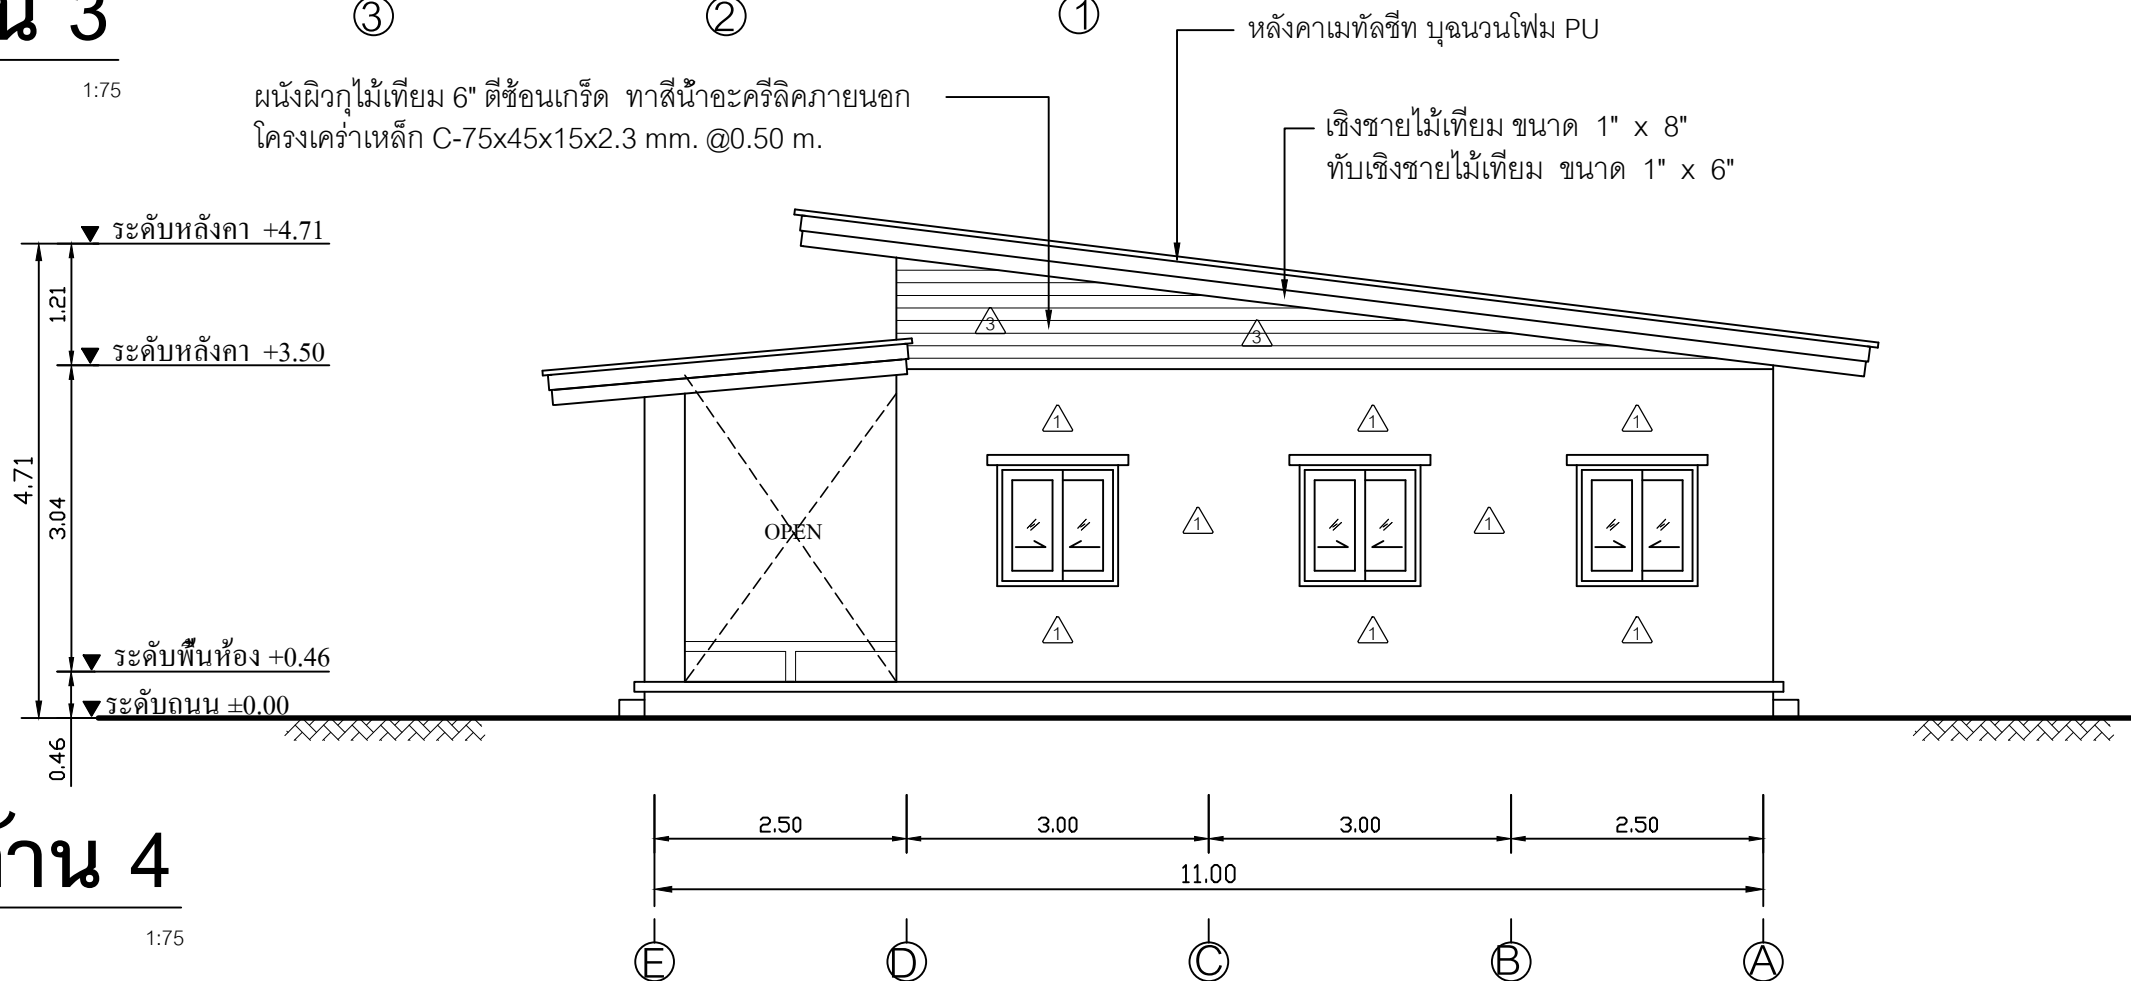 3
1:75
3
2
1
หลังคาเมทัลชีท บุฉนวนโฟม PU
ผนังผิวกุไม้เทียม 6" ตีซ้อนเกร็ด ทาสีน้ำอะครีลิคภายนอก
โครงเคร่าเหล็ก C-75x45x15x2.3 mm. @0.50 m.
เชิงชายไม้เทียม ขนาด 1" x 8"
ทับเชิงชายไม้เทียม ขนาด 1" x 6"
ระดับหลังคา +4.71
1.21
ระดับหลังคา +3.50
3
3
4.71
3.04
1
1
1
OPEN
1
1
1
1
1
ระดับพื้นห้อง +0.46
ระดับถนน ±0.00
0.46
2.50
3.00
3.00
2.50
11.00
้าน 4
1:75
E
D
C
B
A